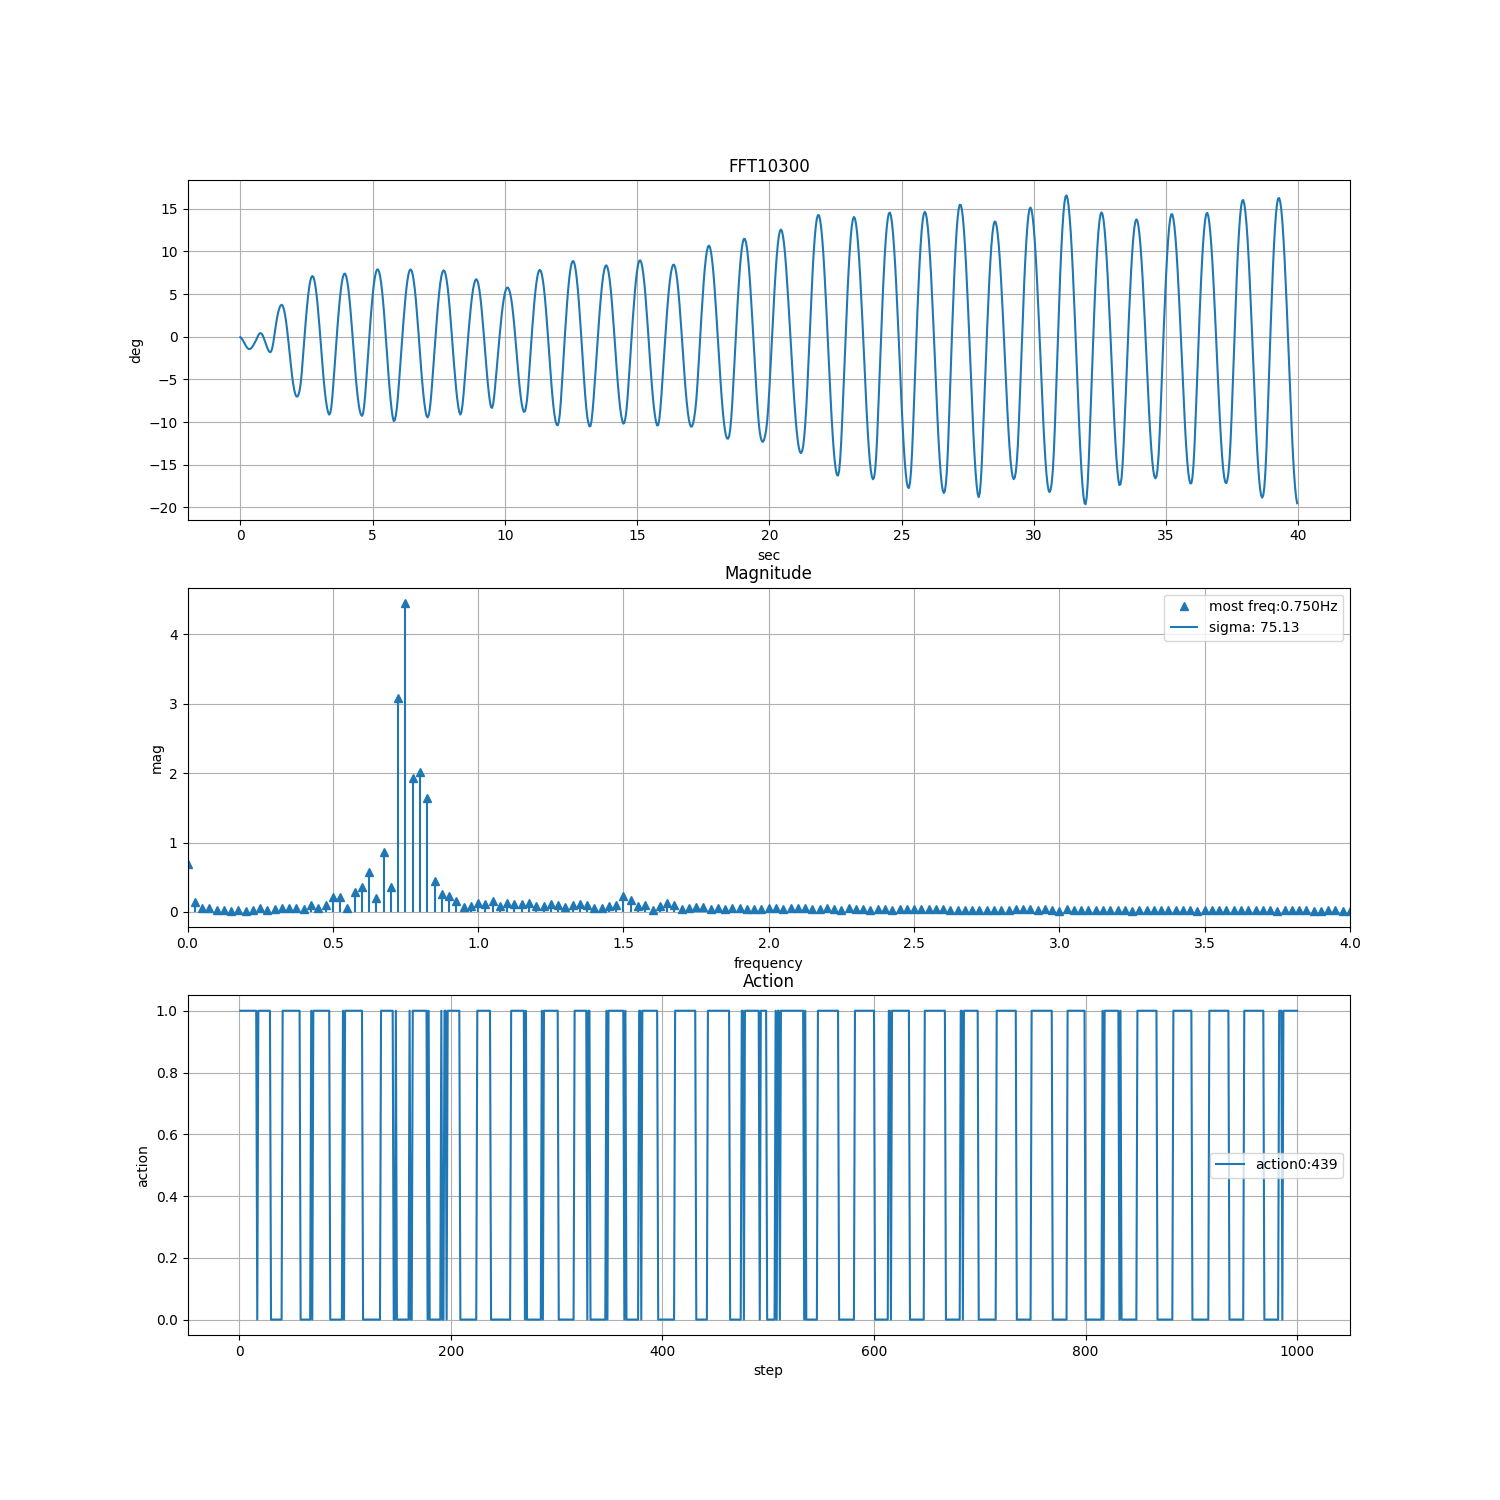 FFT10300
15
10
5
0
−5
−10
−15
−20
deg
0 5 10 15 20 25 30 35 40
sec
Magnitude
most freq:0.750Hz
sigma: 75.13
4
3
2
1
0
mag
0.0 0.5 1.0 1.5 2.0 2.5 3.0 3.5 4.0
frequency
Action
1.0
0.8
0.6
0.4
0.2
0.0
action
action0:439
0 200 400 600 800 1000
step